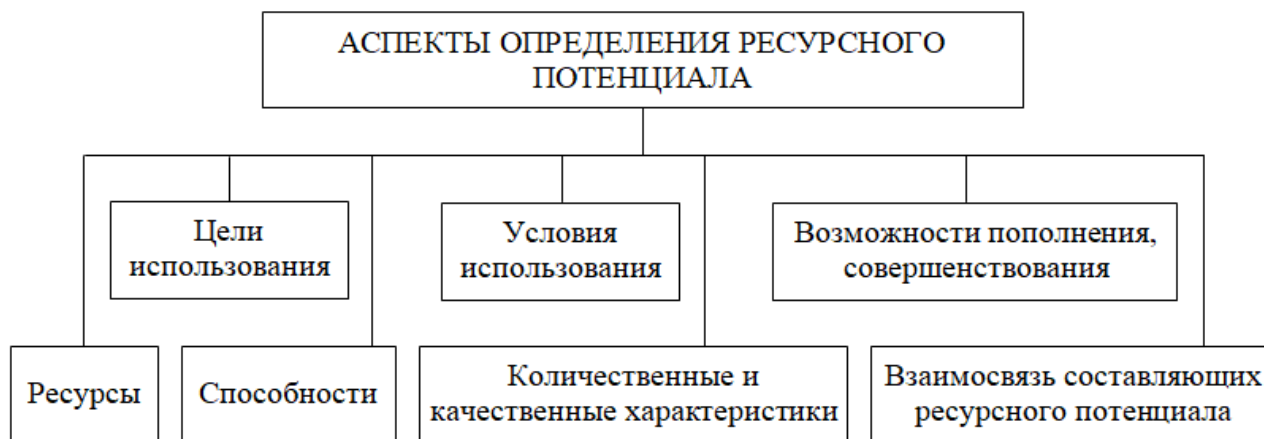 АСПЕКТЫ ОПРЕДЕЛЕНИЯ РЕСУРСНОГО
ПОТЕНЦИАЛА
Цели
использования
Условия
использования
Возможности пополнения,
совершенствования
Ресурсы
Способности
Количественные и
качественные характеристики
Взаимосвязь составляющих
ресурсного потенциала